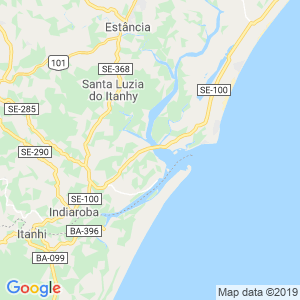 Estância
SE-368
101
Santa Luzia
do Itanhy
SE-100
SE-285
SE-290
SE-100
Indiaroba
BA-396
Itanhi
BA-099
Google
Map data ©2019